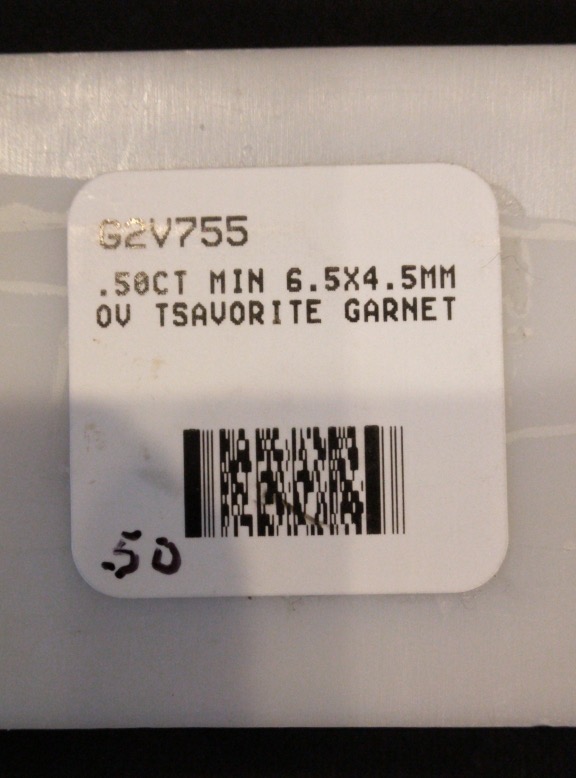 G2V755
.50CT MIN 6.5X4.5MM
OV TSAVORITE GARNET
.50